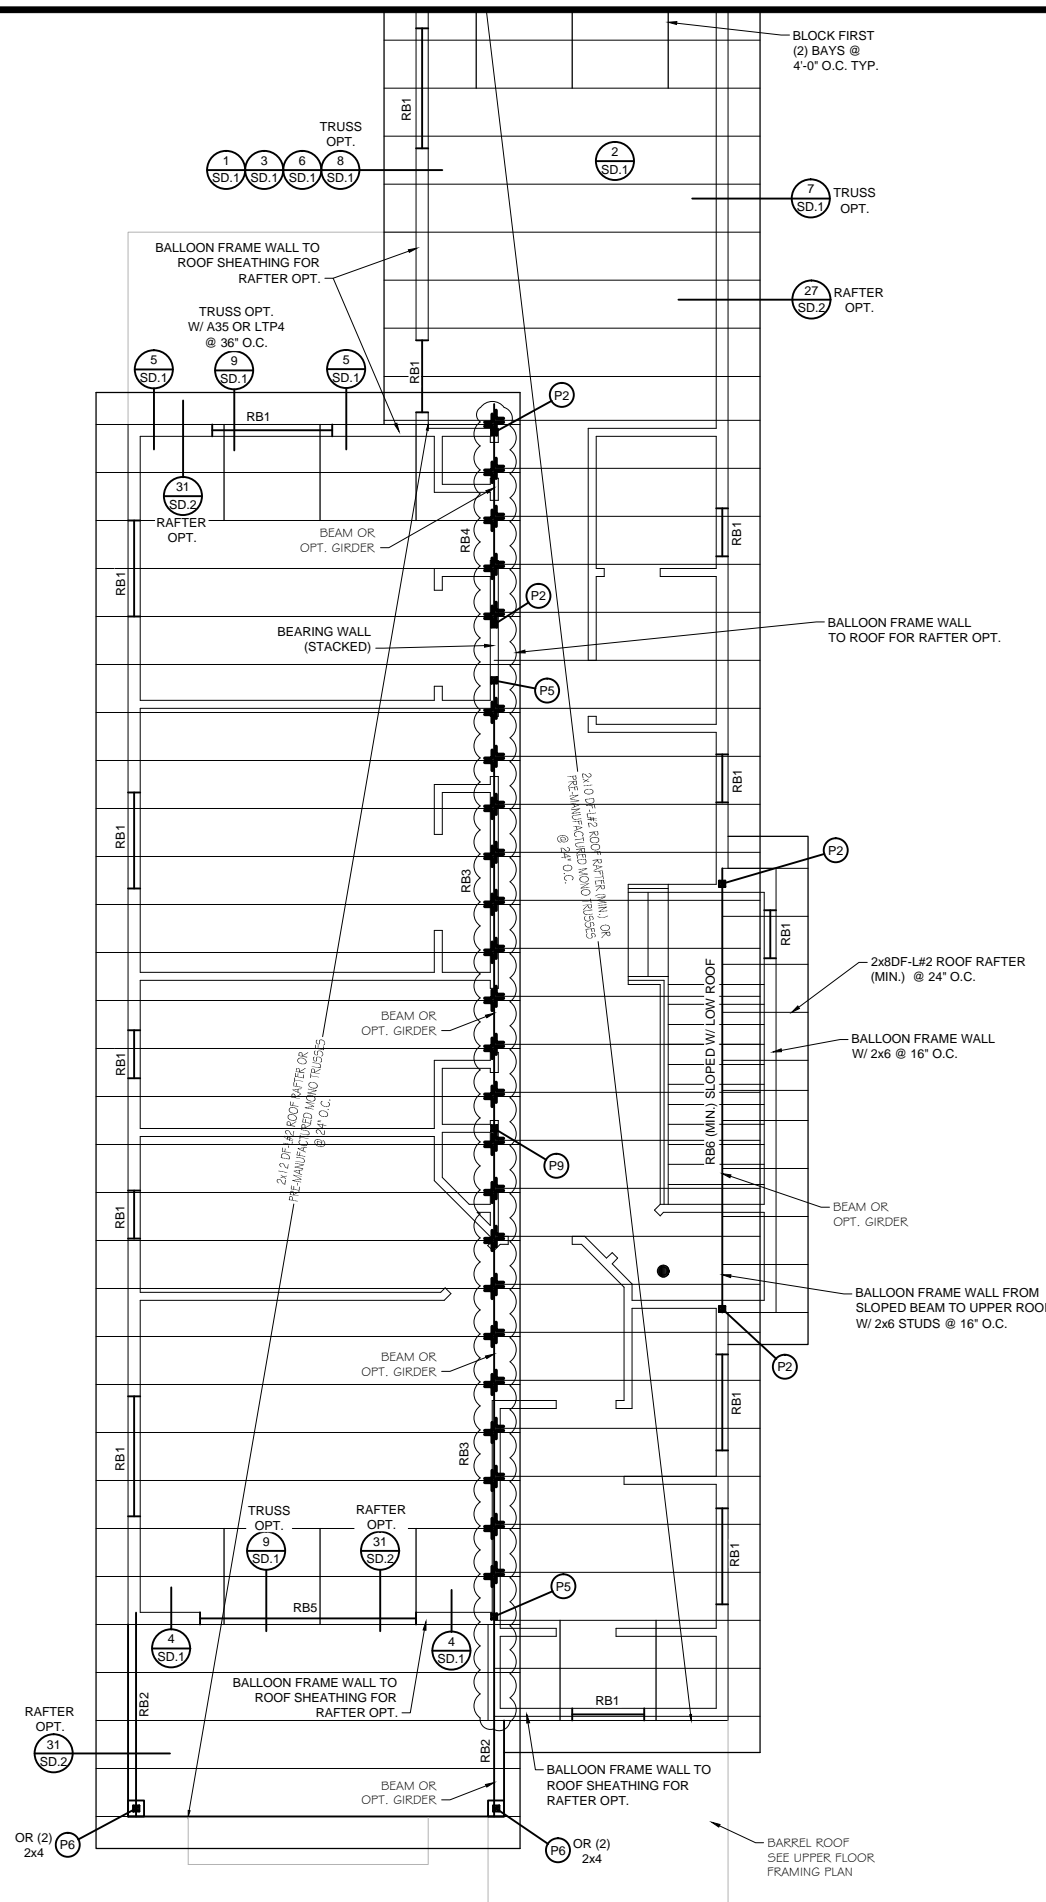 BLOCK FIRST
(2) BAYS @
4'-0" O.C. TYP.
RB1
TRUSS
OPT.
1
SD.1
3
SD.1
6
SD.1
8
SD.1
2
SD.1
7
SD.1
TRUSS
OPT.
BALLOON FRAME WALL TO
ROOF SHEATHING FOR
RAFTER OPT.
27
SD.2
RAFTER
OPT.
TRUSS OPT.
W/ A35 OR LTP4
@ 36" O.C.
5
SD.1
9
SD.1
5
SD.1
RB1
RB1
P2
31
SD.2
RAFTER
OPT.
BEAM OR
OPT. GIRDER
RB4
RB1
RB1
P2
BEARING WALL
(STACKED)
BALLOON FRAME WALL
TO ROOF FOR RAFTER OPT.
P5
2x10 DF-L#2 ROOF RAFTER (MIN.) OR
PRE-MANUFACTURED MONO TRUSSES
@ 24" O.C.
RB1
RB1
RB3
P2
RB1
2x8DF-L#2 ROOF RAFTER
(MIN.) @ 24" O.C.
BEAM OR
OPT. GIRDER
BALLOON FRAME WALL
W/ 2x6 @ 16" O.C.
RB1
RB6 (MIN.) SLOPED W/ LOW ROOF
2x12 DF-L#2 ROOF RAFTER OR
PRE-MANUFACTURED MONO TRUSSES
@ 24" O.C.
P9
RB1
BEAM OR
OPT. GIRDER
BALLOON FRAME WALL FROM
SLOPED BEAM TO UPPER ROOF
W/ 2x6 STUDS @ 16" O.C.
BEAM OR
OPT. GIRDER
P2
RB1
RB1
RB3
TRUSS
OPT.
9
SD.1
RAFTER
OPT.
31
SD.2
RB1
P5
RB5
4
SD.1
4
SD.1
BALLOON FRAME WALL TO
ROOF SHEATHING FOR
RAFTER OPT.
RB2
RB1
RAFTER
OPT.
31
SD.2
RB2
BALLOON FRAME WALL TO
ROOF SHEATHING FOR
RAFTER OPT.
BEAM OR
OPT. GIRDER
OR (2)
2x4
P6
P6
OR (2)
2x4
BARREL ROOF
SEE UPPER FLOOR
FRAMING PLAN